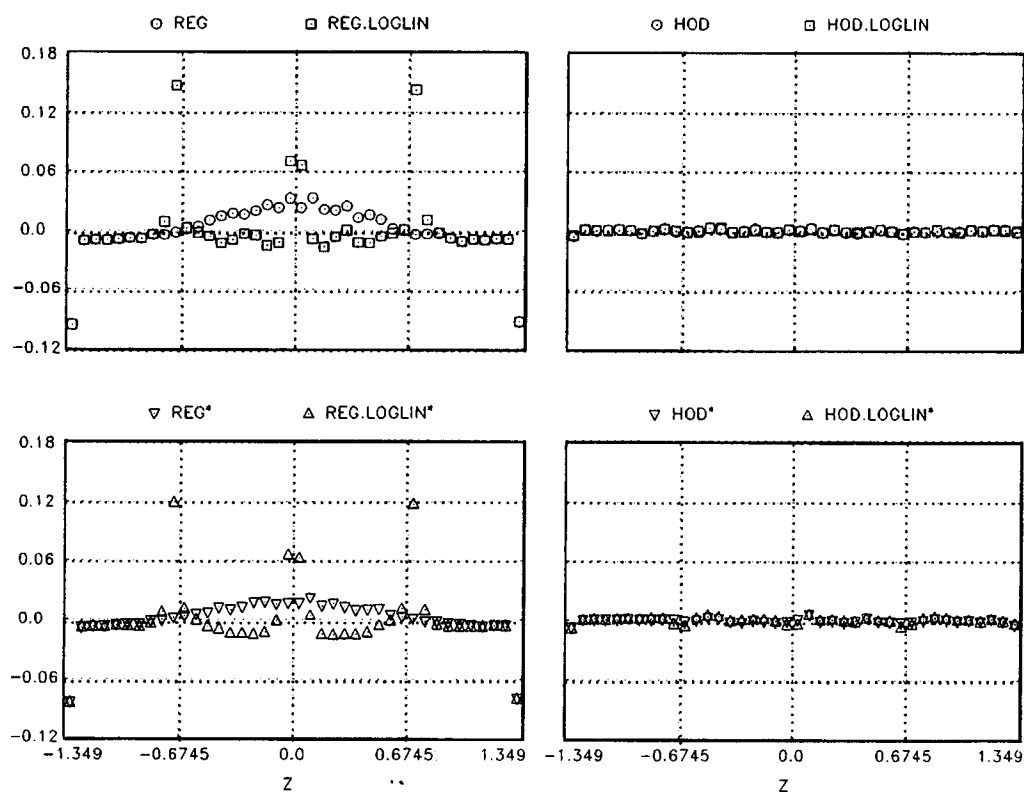 REG REG.LOGLIN
HOD HOD.LOGLIN
0.18
0.12
0.06
0.0
-0.06
-0.12
REG* REG.LOGLIN*
HOD* HOD.LOGLIN*
0.18
0.12
0.06
0.0
-0.06
-0.12
-1.349 -0.6745 0.0 0.6745 1.349
-1.349 -0.6745 0.0 0.6745 1.349
Z
Z